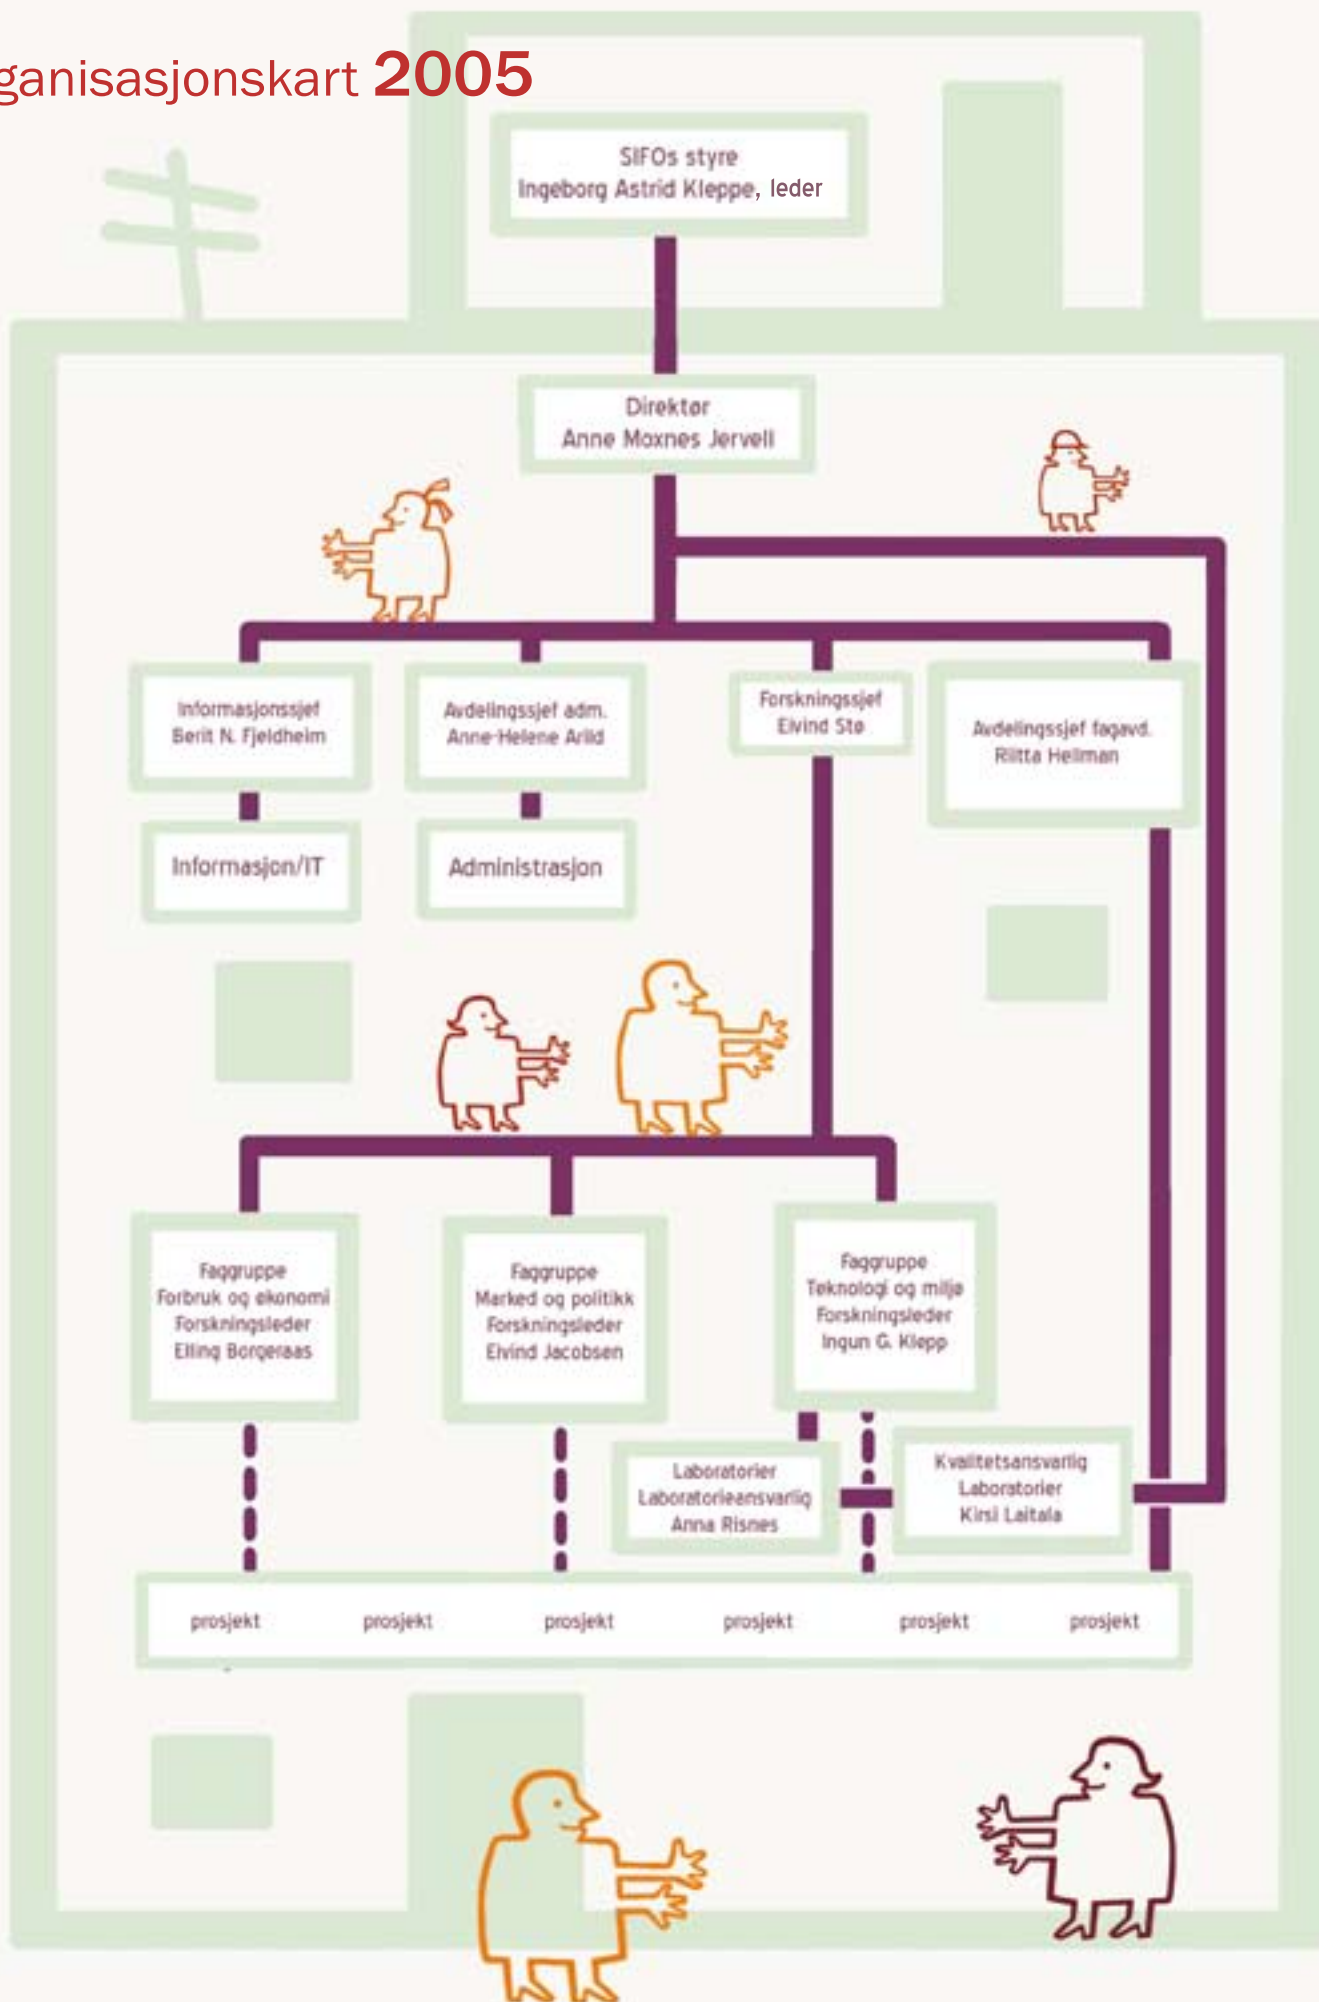 ganisasjonskart 2005
SIFOs styre
Ingeborg Astrid Kleppe, leder
Direktør
Anne Moxnes Jervell
Informasjonssjef
Berit N. Fjeldheim
Avdelingssjef adm.
Anne-Helene Arild
Forskningssjef
Eivind Stø
Avdelingssjef fagavd.
Riitta Hellman
Informasjon/IT
Administrasjon
Faggruppe
Forbruk og økonomi
Forskningsleder
Elling Borgeraas
Faggruppe
Marked og politikk
Forskningsleder
Eivind Jacobsen
Faggruppe
Teknologi og miljø
Forskningsleder
Ingun G. Klepp
Laboratorier
Laboratorieansvarlig
Anna Risnes
Kvalitetsansvarlig
Laboratorier
Kirsi Laitala
prosjekt prosjekt prosjekt prosjekt prosjekt prosjekt